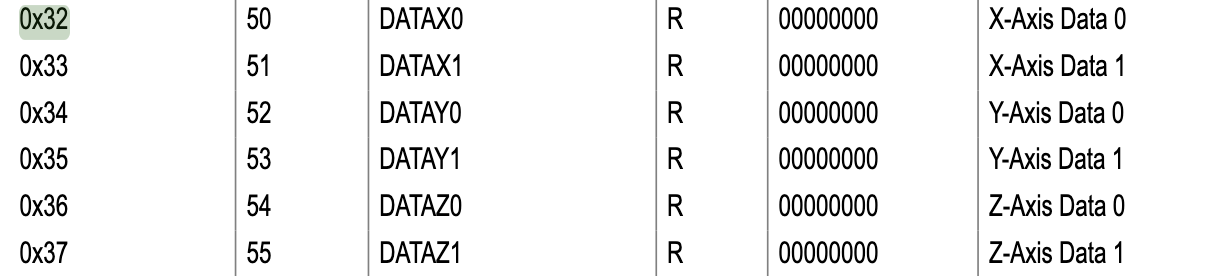 0x32 50 DATAX0 R 00000000 X-Axis Data 0
0x33 51 DATAX1 R 00000000 X-Axis Data 1
0x34 52 DATAY0 R 00000000 Y-Axis Data 0
0x35 53 DATAY1 R 00000000 Y-Axis Data 1
0x36 54 DATAZ0 R 00000000 Z-Axis Data 0
0x37 55 DATAZ1 R 00000000 Z-Axis Data 1